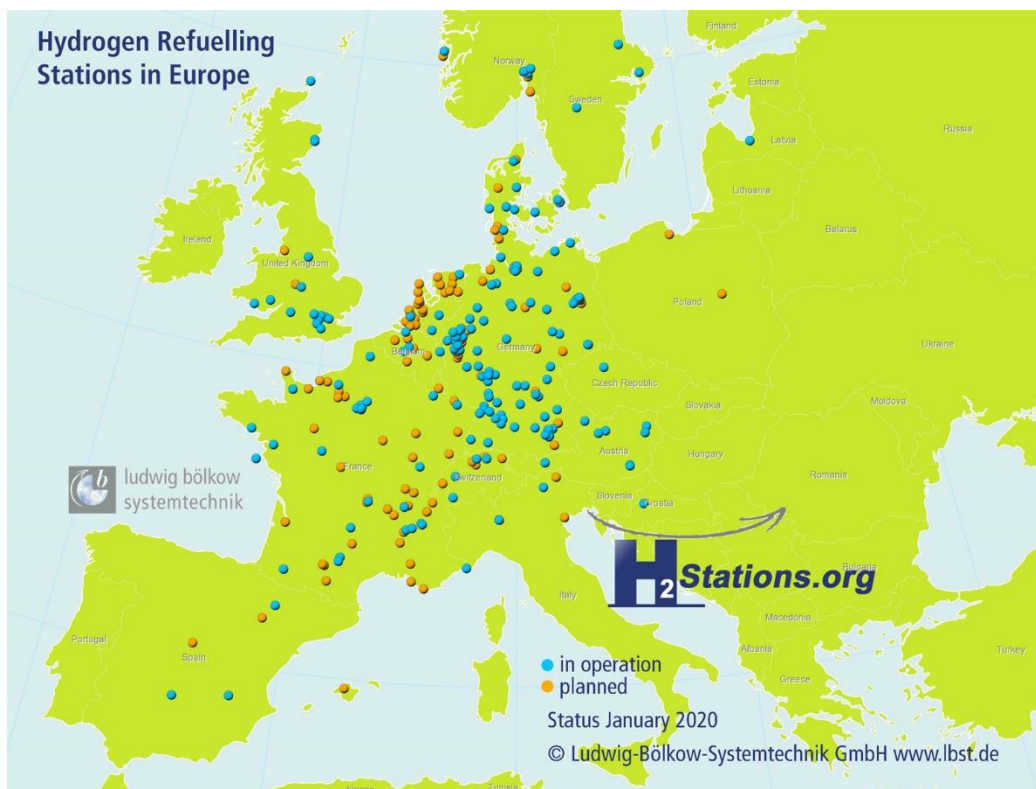 Hydrogen Refuelling
Stations in Europe
Finland
Norway
Sweden
Estonia
Russia
Latvia
Lithuania
Belarus
Ireland
United Kingdom
Poland
Ukraine
Belgium
Germany
Czech Republic
Slovakia
Moldova
Austria
Hungary
France
Switzerland
Romania
Slovenia
Croatia
b
ludwig bölkow
systemtechnik
H2Stations.org
Bulgaria
Italy
Macedonia
Portugal
Spain
Albania
Turkey
Greece
in operation
planned
Status January 2020
© Ludwig-Bölkow-Systemtechnik GmbH www.lbst.de